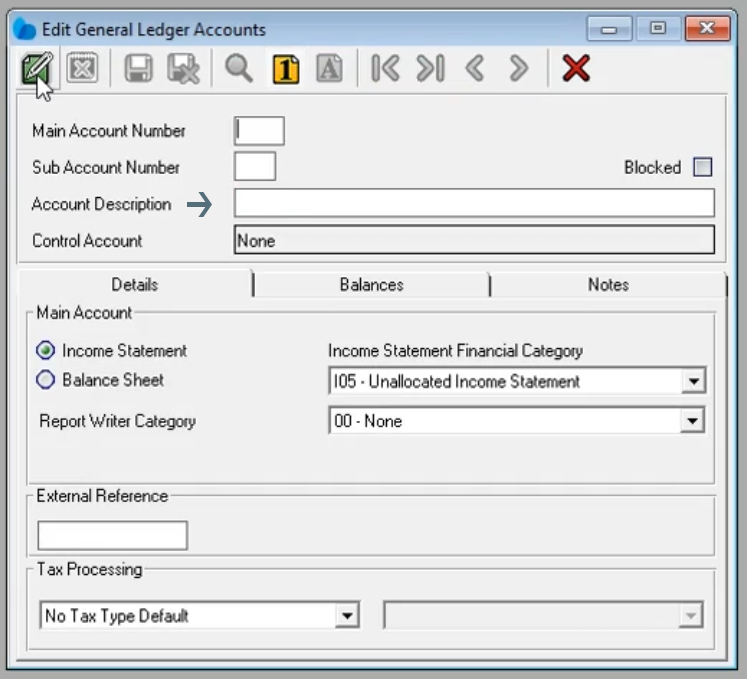 Edit General Ledger Accounts
1 A
Main Account Number
Sub Account Number Blocked
Account Description
Control Account None
Details Balances Notes
Main Account
Income Statement Income Statement Financial Category
Balance Sheet I05 - Unallocated Income Statement
Report Writer Category 00 - None
External Reference
Tax Processing
No Tax Type Default